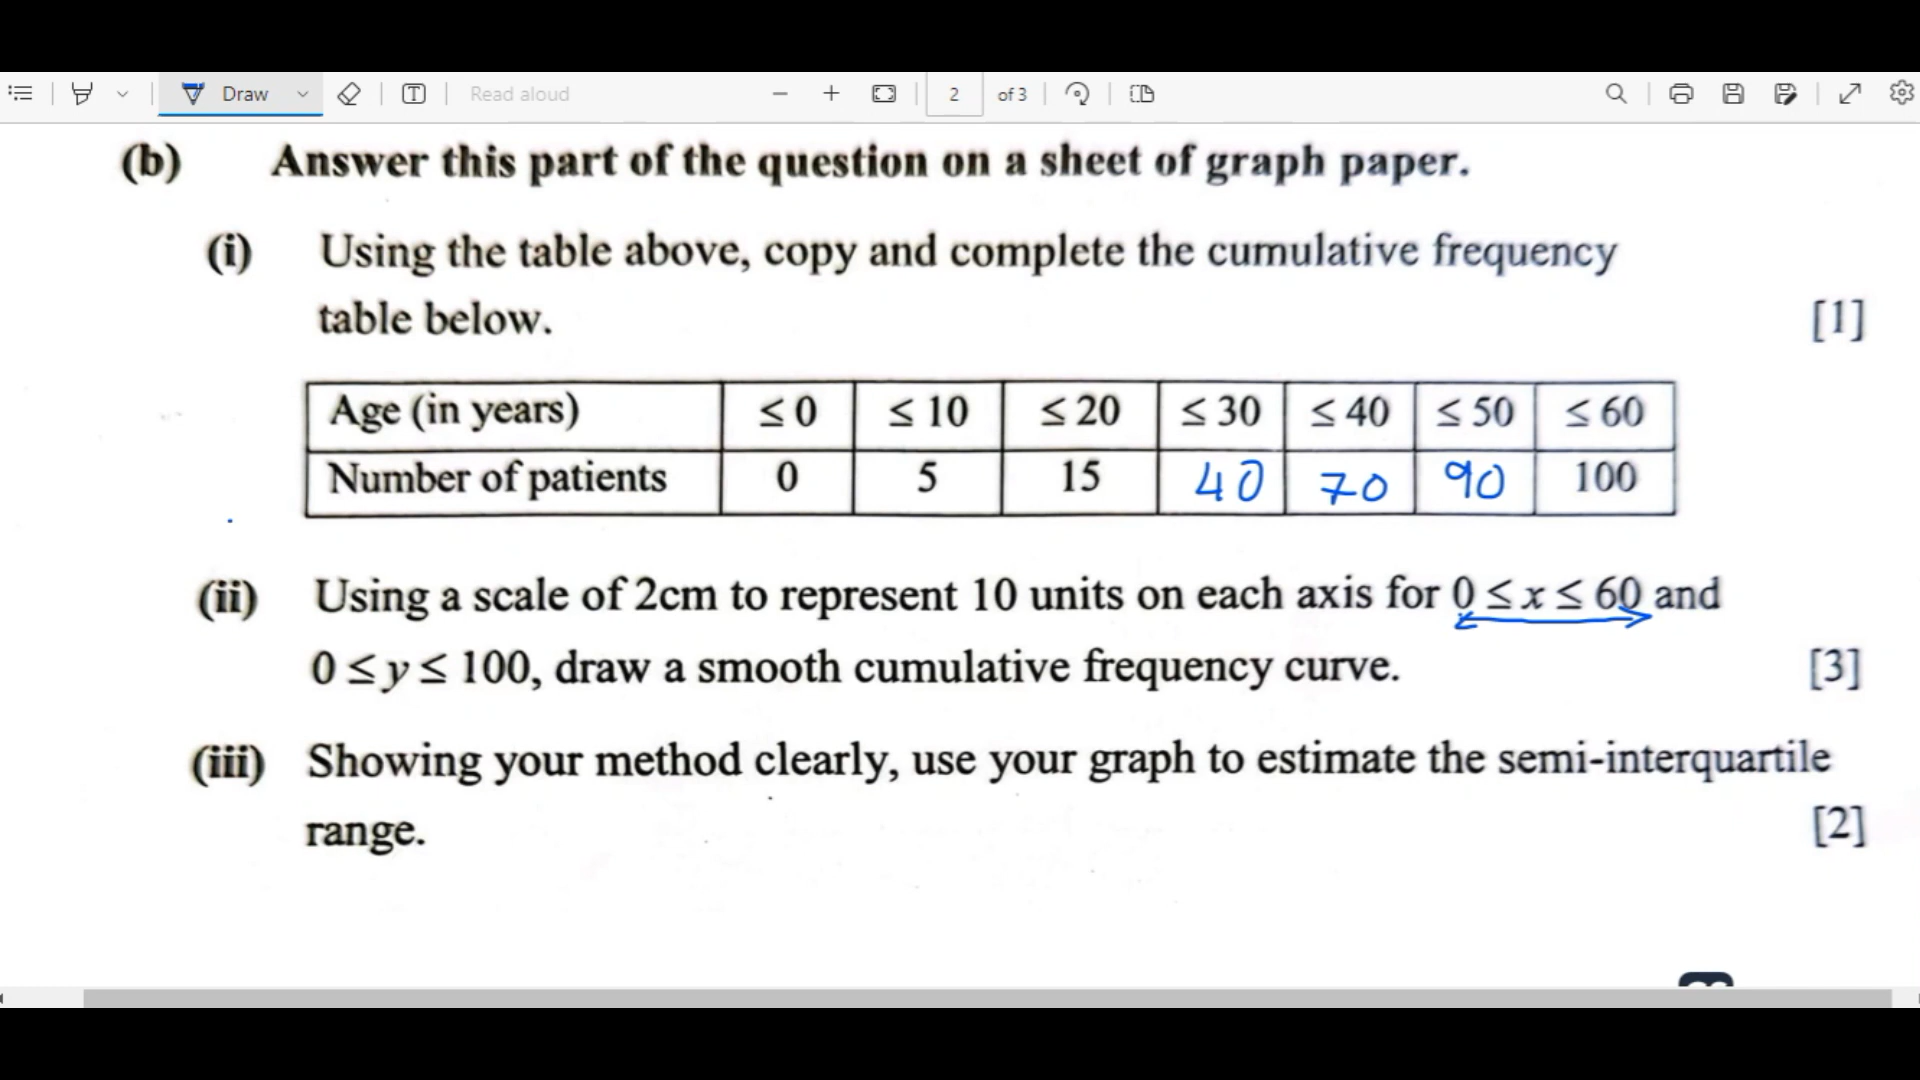 Draw
Read aloud
2 of 3
(b) Answer this part of the question on a sheet of graph paper.
(i) Using the table above, copy and complete the cumulative frequency
table below. [1]
Age (in years) ≤ 0 ≤ 10 ≤ 20 ≤ 30 ≤ 40 ≤ 50 ≤ 60
Number of patients 0 5 15 40 70 90 100
(ii) Using a scale of 2cm to represent 10 units on each axis for 0 ≤ x ≤ 60 and
0 ≤ y ≤ 100, draw a smooth cumulative frequency curve. [3]
(iii) Showing your method clearly, use your graph to estimate the semi-interquartile
range. [2]